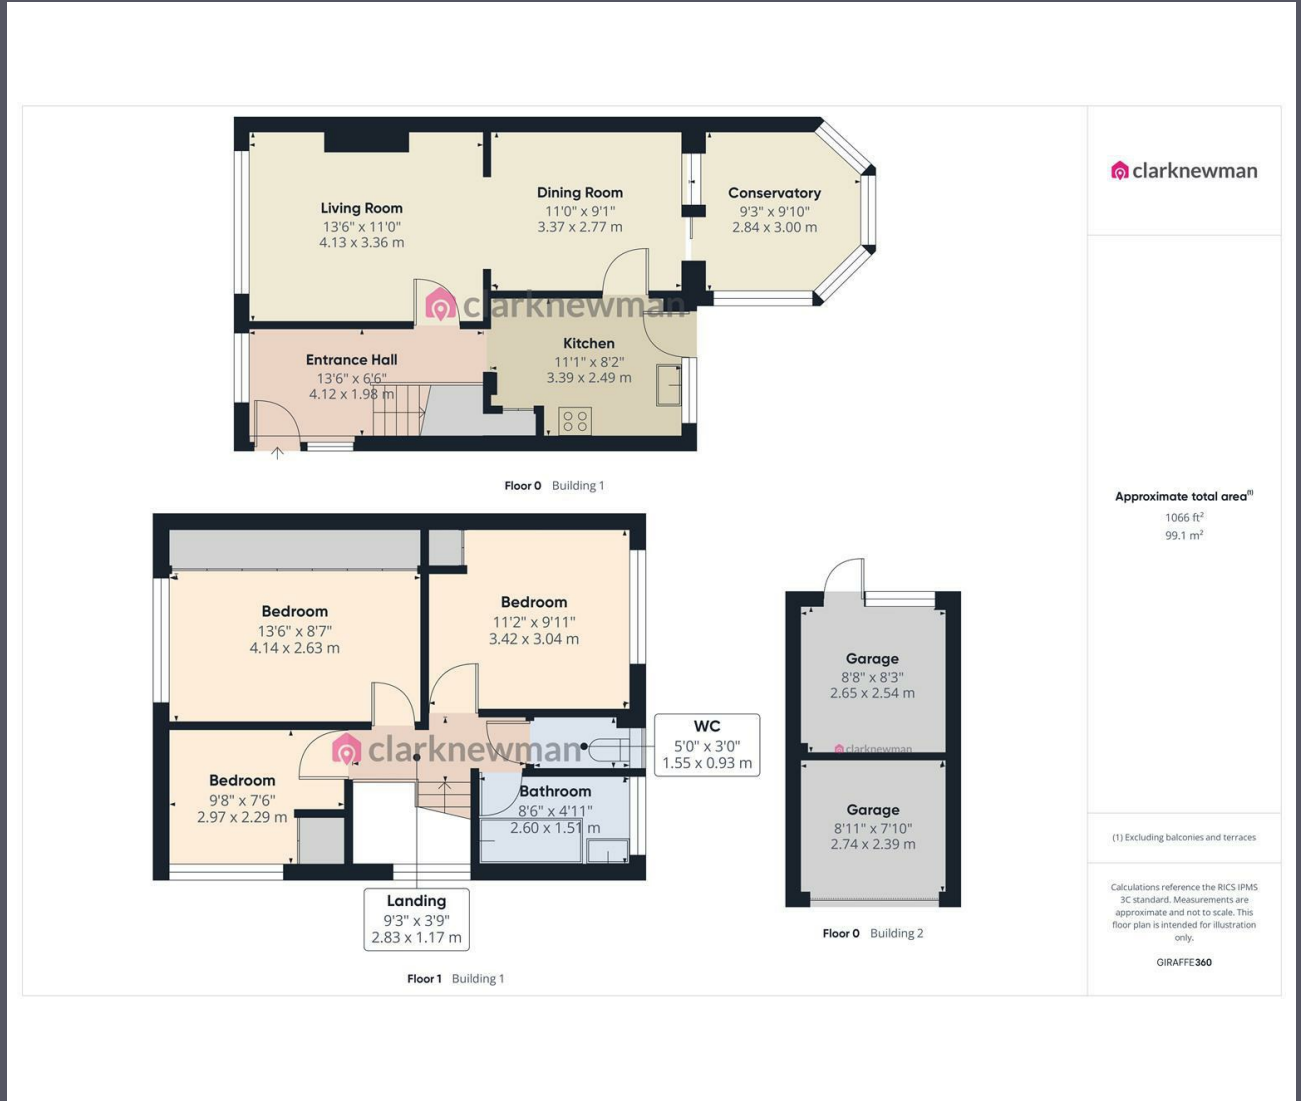 Living Room
13'6" x 11'0"
4.13 x 3.36 m
Dining Room
11'0" x 9'1"
3.37 x 2.77 m
Conservatory
9'3" x 9'10"
2.84 x 3.00 m
clarknewman
Entrance Hall
13'6" x 6'6"
4.12 x 1.98 m
Kitchen
11'1" x 8'2"
3.39 x 2.49 m
Floor 0 Building 1
Bedroom
13'6" x 8'7"
4.14 x 2.63 m
Bedroom
11'2" x 9'11"
3.42 x 3.04 m
clarknewman
WC
5'0" x 3'0"
1.55 x 0.93 m
Bedroom
9'8" x 7'6"
2.97 x 2.29 m
Bathroom
8'6" x 4'11"
2.60 x 1.51 m
Landing
9'3" x 3'9"
2.83 x 1.17 m
Floor 1 Building 1
Garage
8'8" x 8'3"
2.65 x 2.54 m
clarknewman
Garage
8'11" x 7'10"
2.74 x 2.39 m
Floor 0 Building 2
clarknewman
Approximate total area(1)
1066 ft²
99.1 m²
(1) Excluding balconies and terraces
Calculations reference the RICS IPMS
3C standard. Measurements are
approximate and not to scale. This
floor plan is intended for illustration
only.
GIRAFFE360